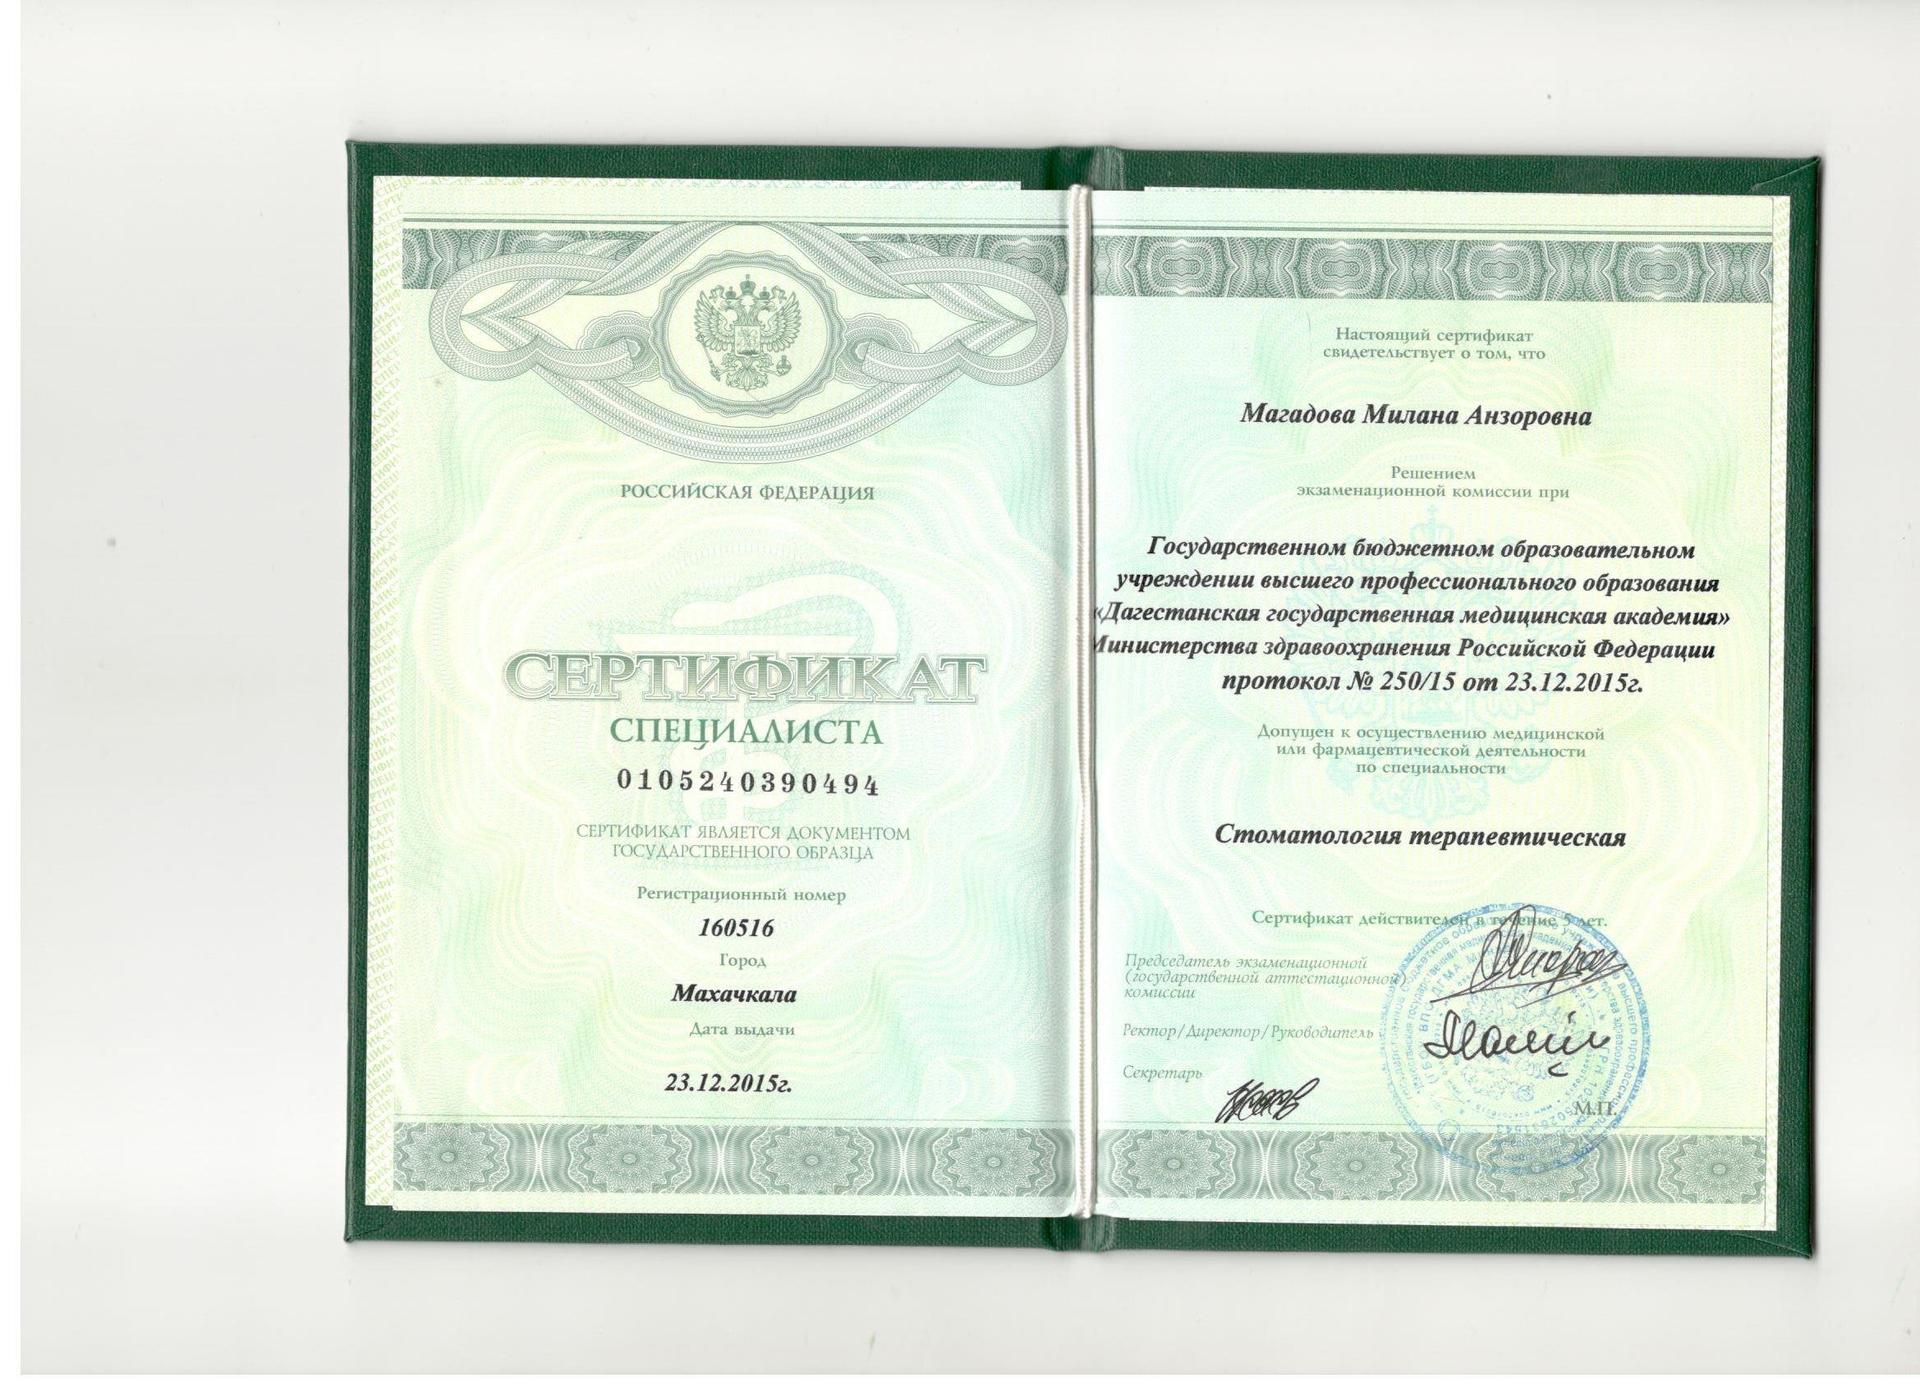 РОССИЙСКАЯ ФЕДЕРАЦИЯ
СЕРТИФИКАТ
СПЕЦИАЛИСТА
0105240390494
СЕРТИФИКАТ ЯВЛЯЕТСЯ ДОКУМЕНТОМ
ГОСУДАРСТВЕННОГО ОБРАЗЦА
Регистрационный номер
160516
Город
Махачкала
Дата выдачи
23.12.2015г.
Настоящий сертификат
свидетельствует о том, что
Магадова Милана Анзоровна
Решением
экзаменационной комиссии при
Государственном бюджетном образовательном
учреждении высшего профессионального образования
«Дагестанская государственная медицинская академия»
Министерства здравоохранения Российской Федерации
протокол № 250/15 от 23.12.2015г.
Допущен к осуществлению медицинской
или фармацевтической деятельности
по специальности
Стоматология терапевтическая
Сертификат действителен в течение 5 лет.
Председатель экзаменационной
(государственной аттестационной)
комиссии
Ректор/Директор/Руководитель
Секретарь
М.П.